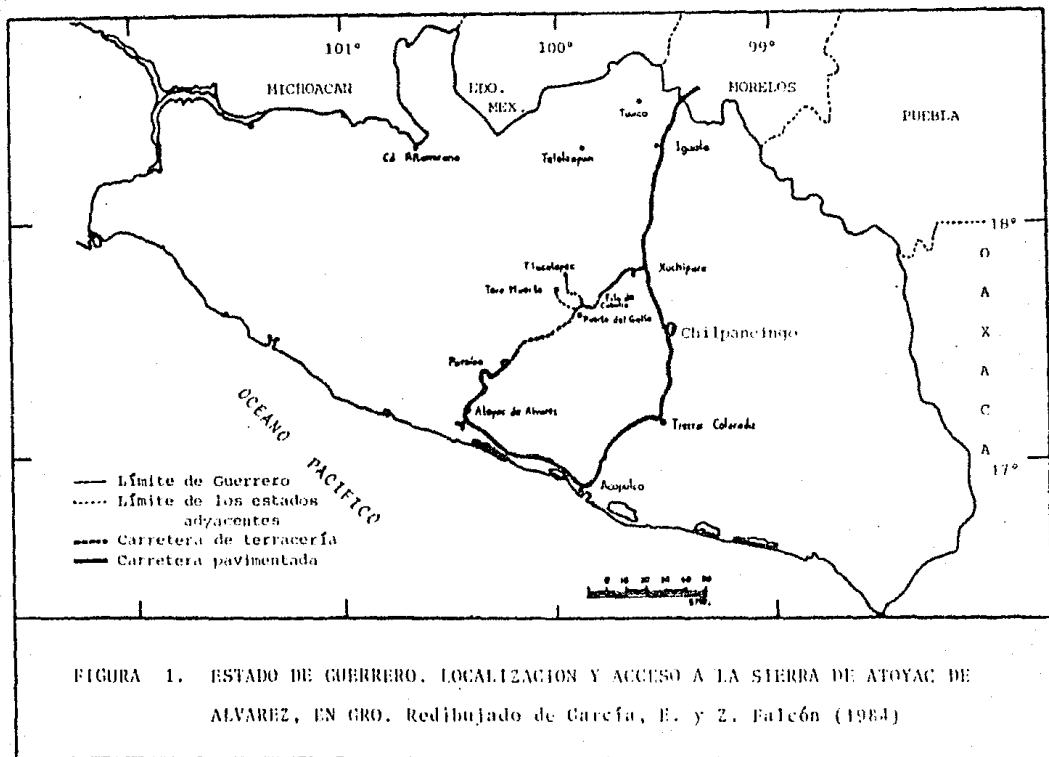 101°
100°
99°
MICHOACAN
EDO.
MEX.
MORELOS
PUEBLA
Taxco
Iguala
Cd. Altamirano
Teloloapan
18°
O
A
X
A
C
A
17°
Tlacotepec
Xochipala
Toro Muerto
Filo de
Caballo
Puerto del Gallo
Chilpancingo
Paraíso
Atoyac de Alvarez
Tierra Colorada
Acapulco
OCEANO
PACIFICO
Límite de Guerrero
Límite de los estados
adyacentes
Carretera de terracería
Carretera pavimentada
KMS.
FIGURA 1. ESTADO DE GUERRERO. LOCALIZACION Y ACCESO A LA SIERRA DE ATOYAC DE
ALVAREZ, EN GRO. Redibujado de García, E. y Z. Falcón (1984)